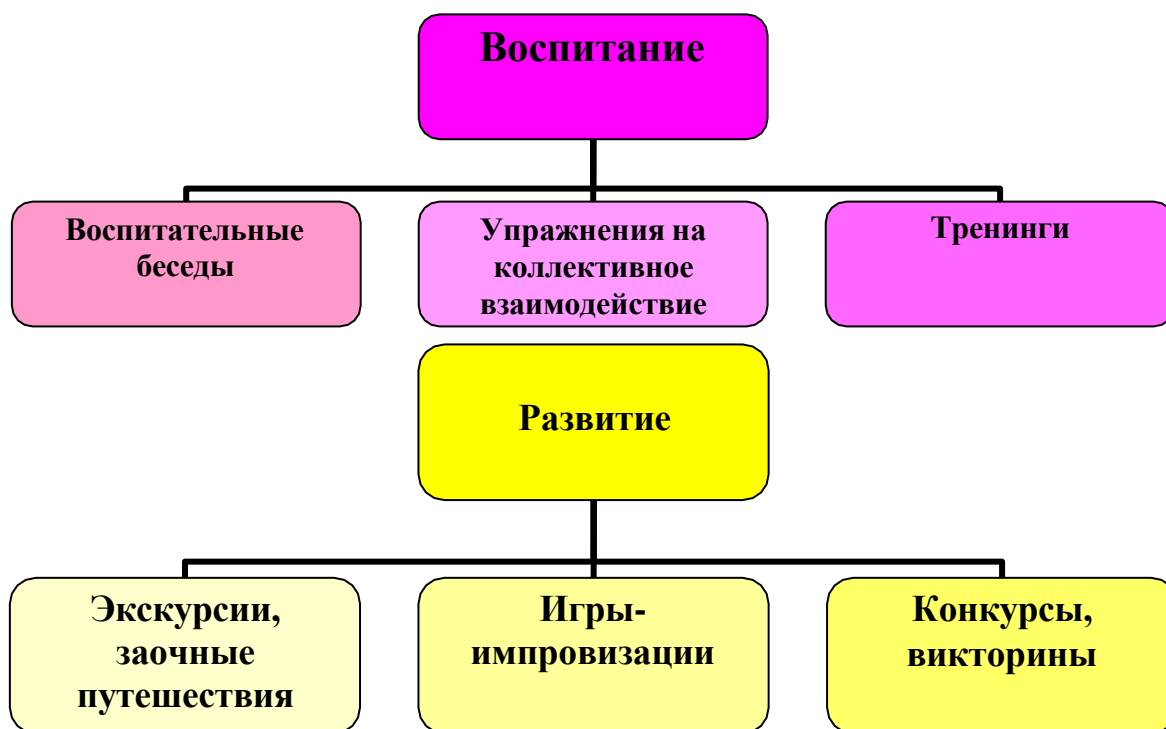 Воспитание
Воспитательные
беседы
Упражнения на
коллективное
взаимодействие
Тренинги
Развитие
Экскурсии,
заочные
путешествия
Игры-
импровизации
Конкурсы,
викторины